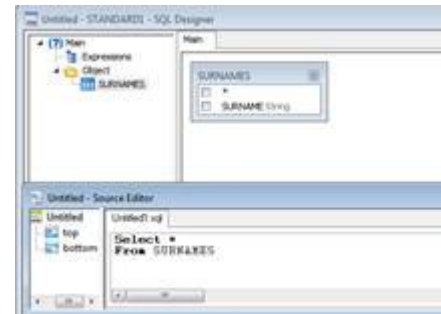 Untitled - STANDARD1 - SQL Designer
Main
Expressions
Object
SURNAMES
Main
SURNAMES
*
SURNAME String
Untitled - Source Editor
Untitled
top
bottom
Untitled1.sql
Select *
From SURNAMES